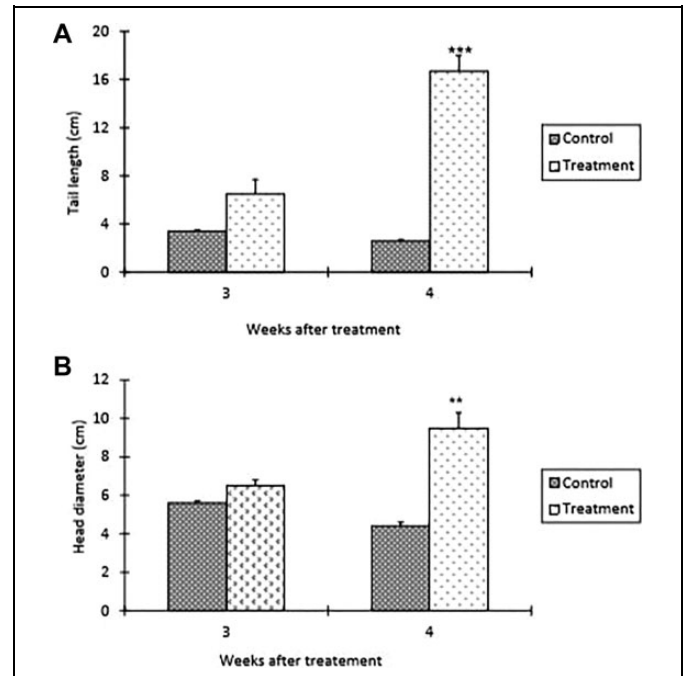 A
20
16
12
8
4
0
Tail length (cm)
***
3 4
Weeks after treatment
Control
Treatment
B
12
10
8
6
4
2
0
Head diameter (cm)
**
3 4
Weeks after treatement
Control
Treatment